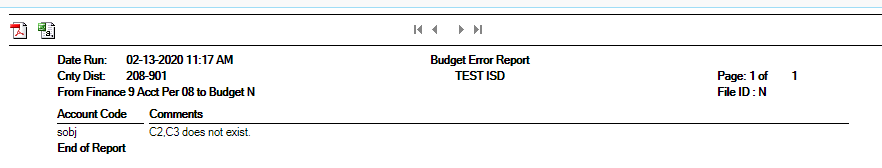 Date Run: 02-13-2020 11:17 AM Budget Error Report
Cnty Dist: 208-901 TEST ISD Page: 1 of 1
From Finance 9 Acct Per 08 to Budget N File ID : N
Account Code Comments
sobj C2,C3 does not exist.
End of Report